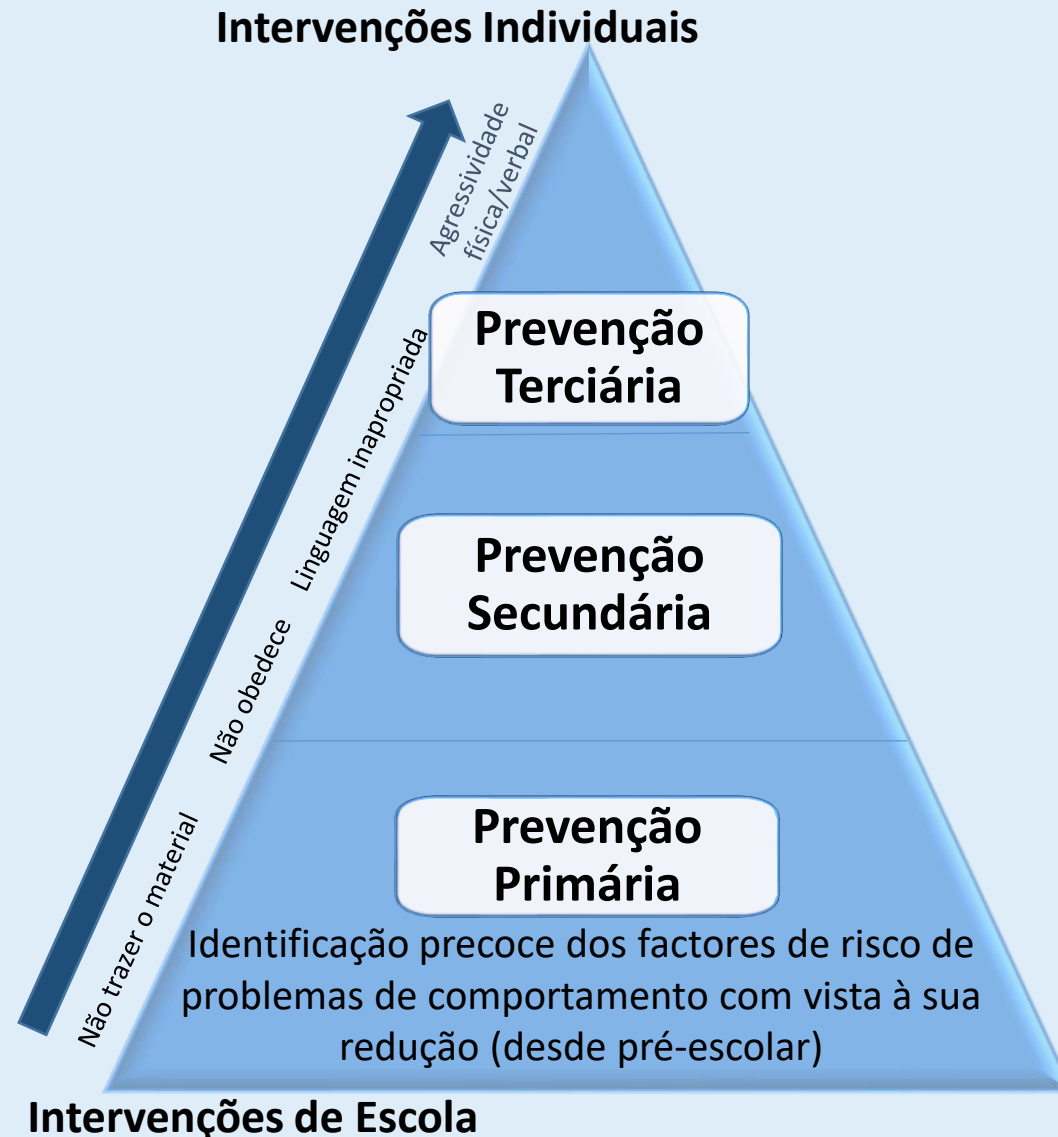 Intervenções Individuais
Agressividade
física/verbal
Linguagem inapropriada
Não obedece
Não trazer o material
Prevenção
Terciária
Prevenção
Secundária
Prevenção
Primária
Identificação precoce dos factores de risco de
problemas de comportamento com vista à sua
redução (desde pré-escolar)
Intervenções de Escola